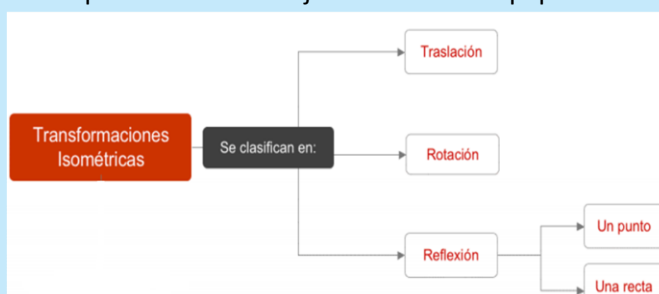 Traslación
Transformaciones
Isométricas
Se clasifican en:
Rotación
Reflexión
Un punto
Una recta